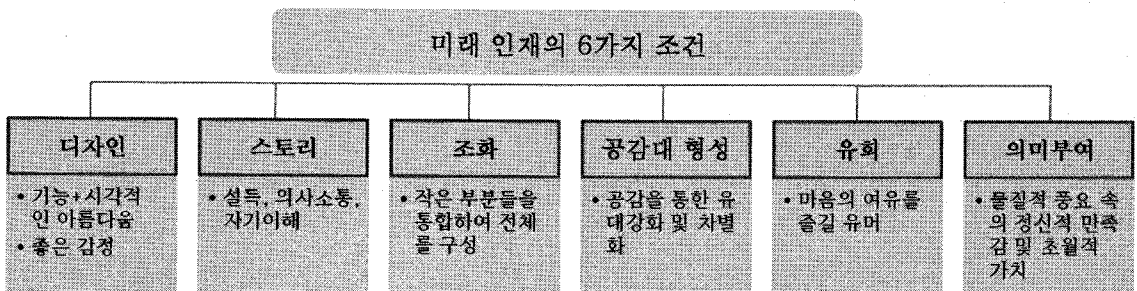 미래 인재의 6가지 조건
디자인
• 기능+시각적
인 아름다움
• 좋은 감정
스토리
• 설득, 의사소통,
자기이해
조화
• 작은 부분들을
통합하여 전체
를 구성
공감대 형성
• 공감을 통한 유
대강화 및 차별
화
유희
• 마음의 여유를
즐길 유머
의미부여
• 물질적 풍요 속
의 정신적 만족
감 및 초월적
가치